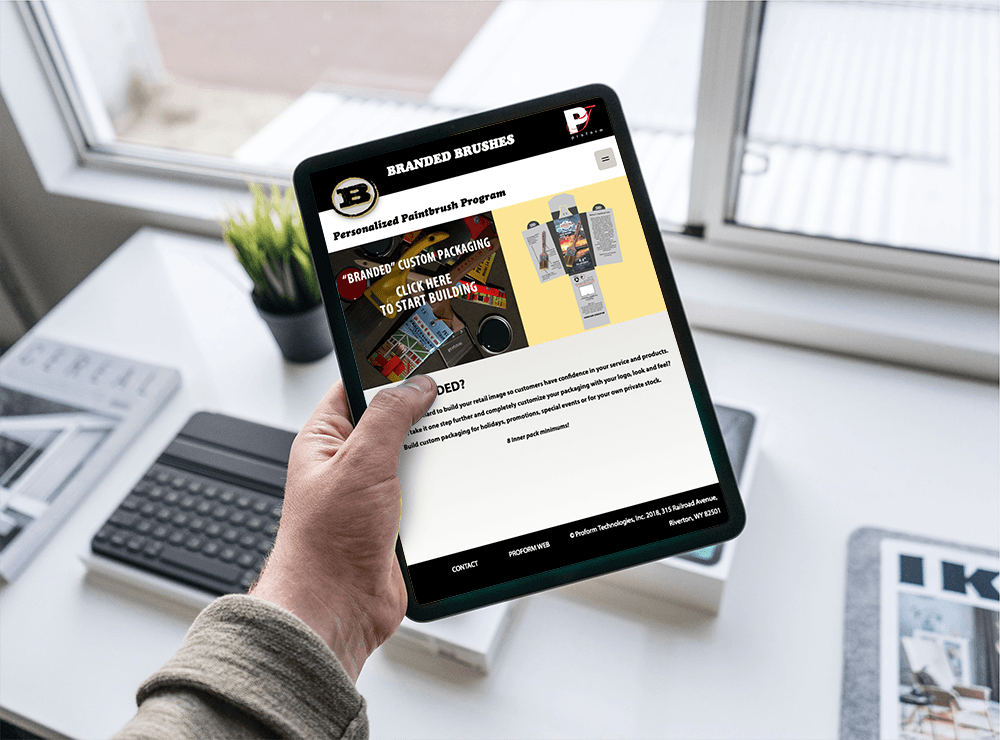 BRANDED BRUSHES
P
Proform
B
Personalized Paintbrush Program
"BRANDED" CUSTOM PACKAGING
CLICK HERE
TO START BUILDING
DED?
ard to build your retail image so customers have confidence in your service and products.
take it one step further and completely customize your packaging with your logo, look and feel?
Build custom packaging for holidays, promotions, special events or for your own private stock.
8 Inner pack minimums!
CONTACT
PROFORM WEB
© Proform Technologies, Inc. 2018, 315 Railroad Avenue,
Riverton, WY 82501
CEREAL
IK